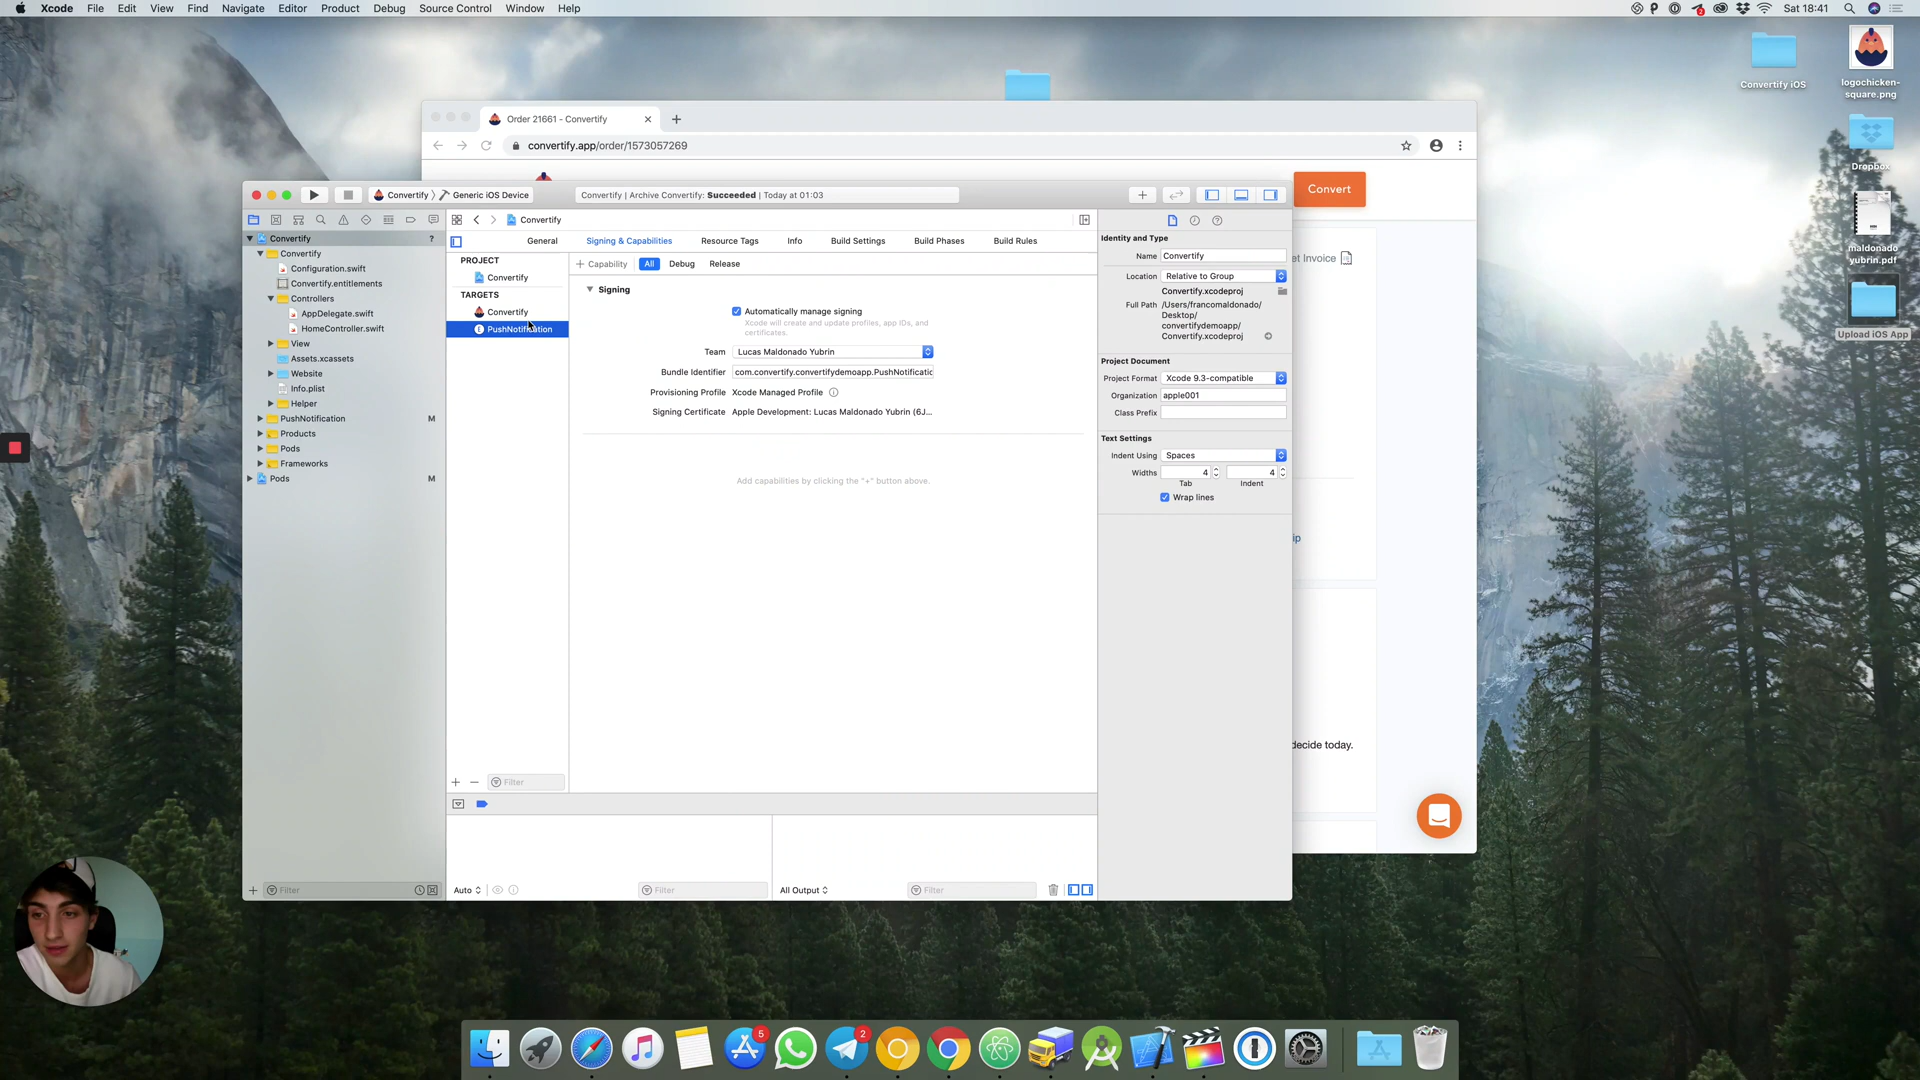 Xcode File Edit View Find Navigate Editor Product Debug Source Control Window Help
2 Sat 18:41
Convertify iOS
logochicken-
square.png
Dropbox
maldonado
yubrin.pdf
Upload iOS App
Order 21661 - Convertify
convertify.app/order/1573057269
Convert
et Invoice
ip
decide today.
Convertify Generic iOS Device
Convertify | Archive Convertify: Succeeded | Today at 01:03
Convertify
Convertify ?
Convertify
Configuration.swift
Convertify.entitlements
Controllers
AppDelegate.swift
HomeController.swift
View
Assets.xcassets
Website
Info.plist
Helper
PushNotification M
Products
Pods
Frameworks
Pods M
Filter
General Signing & Capabilities Resource Tags Info Build Settings Build Phases Build Rules
PROJECT
Convertify
TARGETS
Convertify
PushNotification
Filter
+ Capability All Debug Release
Signing
Automatically manage signing
Xcode will create and update profiles, app IDs, and
certificates.
Team Lucas Maldonado Yubrin
Bundle Identifier com.convertify.convertifydemoapp.PushNotificatic
Provisioning Profile Xcode Managed Profile
Signing Certificate Apple Development: Lucas Maldonado Yubrin (6J...
Add capabilities by clicking the "+" button above.
Auto
Filter
All Output
Filter
Identity and Type
Name Convertify
Location Relative to Group
Convertify.xcodeproj
Full Path /Users/francomaldonado/
Desktop/
convertifydemoapp/
Convertify.xcodeproj
Project Document
Project Format Xcode 9.3-compatible
Organization apple001
Class Prefix
Text Settings
Indent Using Spaces
Widths 4 4
Tab Indent
Wrap lines
5
2